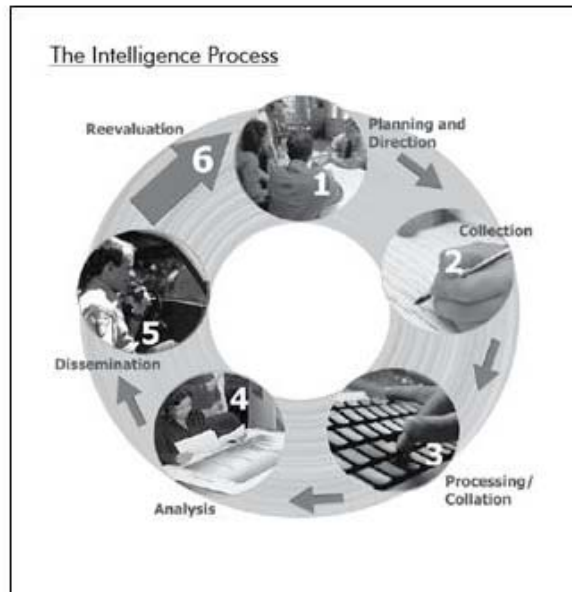 The Intelligence Process
1
Planning and
Direction
2
Collection
3
Processing/
Collation
4
Analysis
5
Dissemination
6
Reevaluation